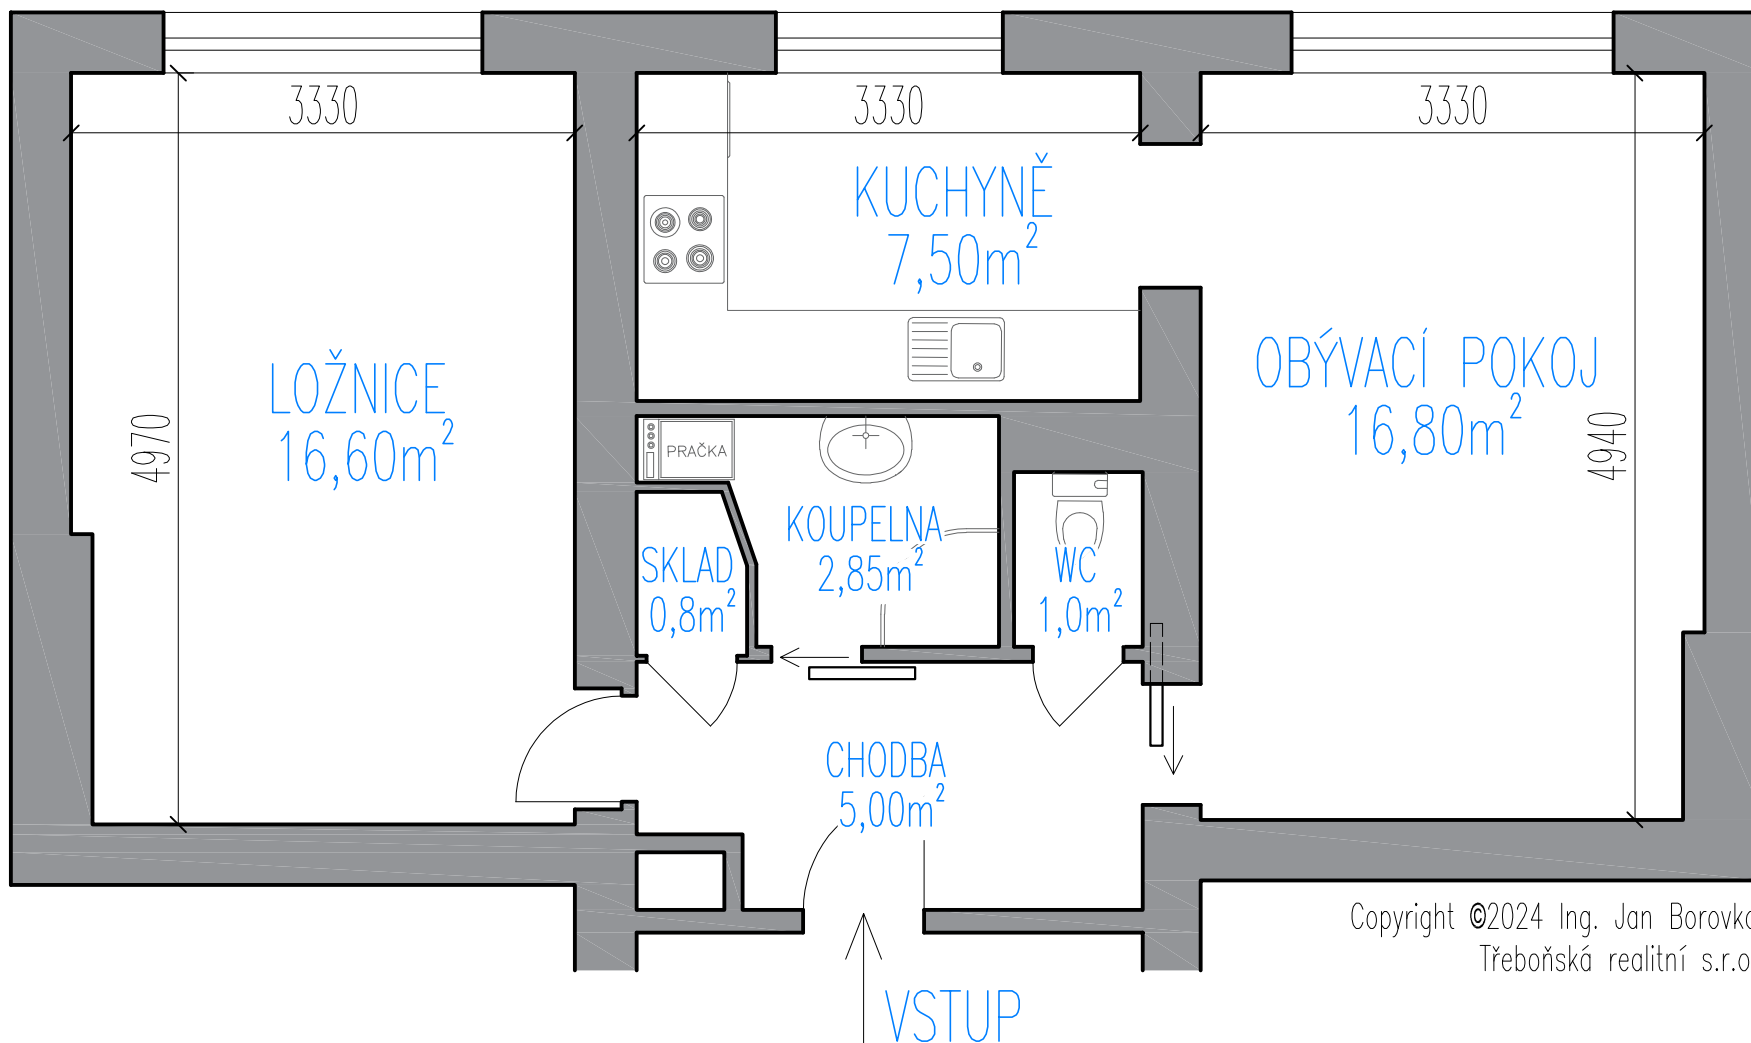 3330
3330
3330
KUCHYNĚ
7,50m²
LOŽNICE
16,60m²
4970
OBÝVACÍ POKOJ
16,80m²
4940
PRAČKA
KOUPELNA
2,85m²
SKLAD
0,8m²
WC
1,0m²
CHODBA
5,00m²
Copyright ©2024 Ing. Jan Borovka
Třeboňská realitní s.r.o
VSTUP